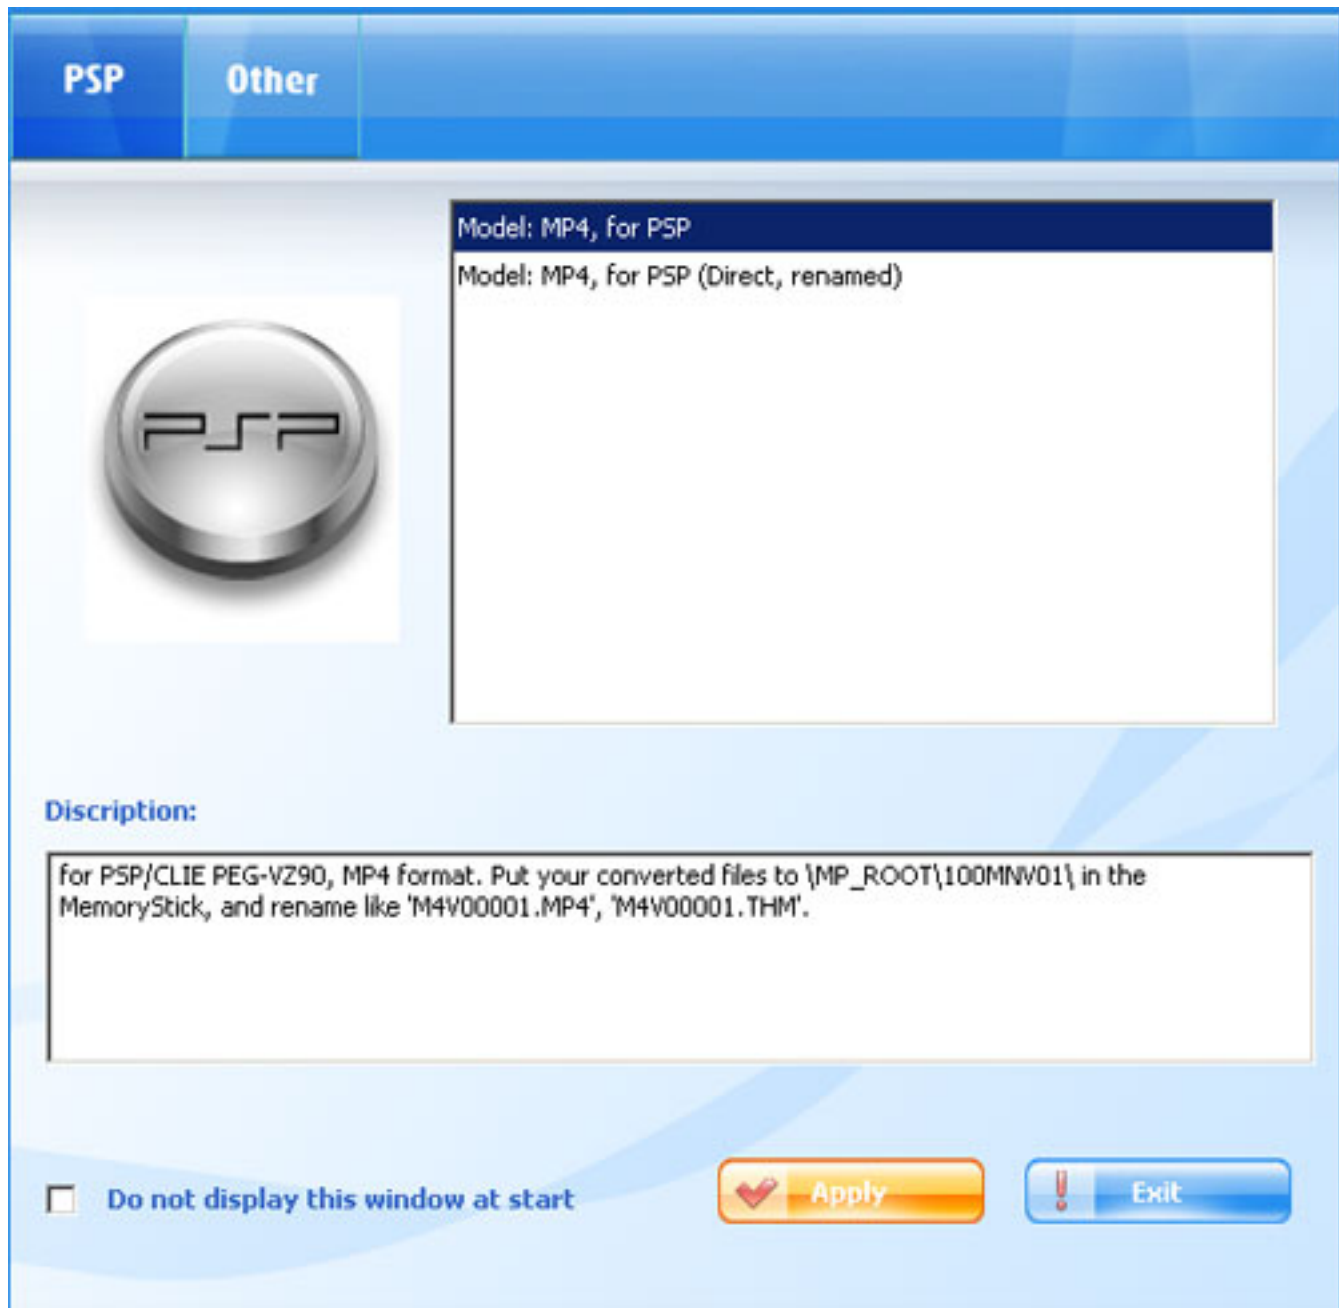 PSP Other
Model: MP4, for PSP
Model: MP4, for PSP (Direct, renamed)
PSP
Discription:
for PSP/CLIE PEG-VZ90, MP4 format. Put your converted files to \MP_ROOT\100MNV01\ in the
MemoryStick, and rename like 'M4V00001.MP4', 'M4V00001.THM'.
Do not display this window at start
Apply
Exit